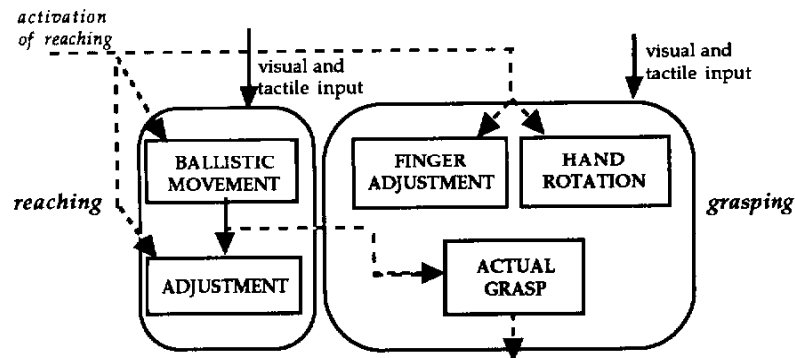 activation
of reaching
visual and
tactile input
visual and
tactile input
BALLISTIC
MOVEMENT
FINGER
ADJUSTMENT
HAND
ROTATION
reaching
grasping
ADJUSTMENT
ACTUAL
GRASP